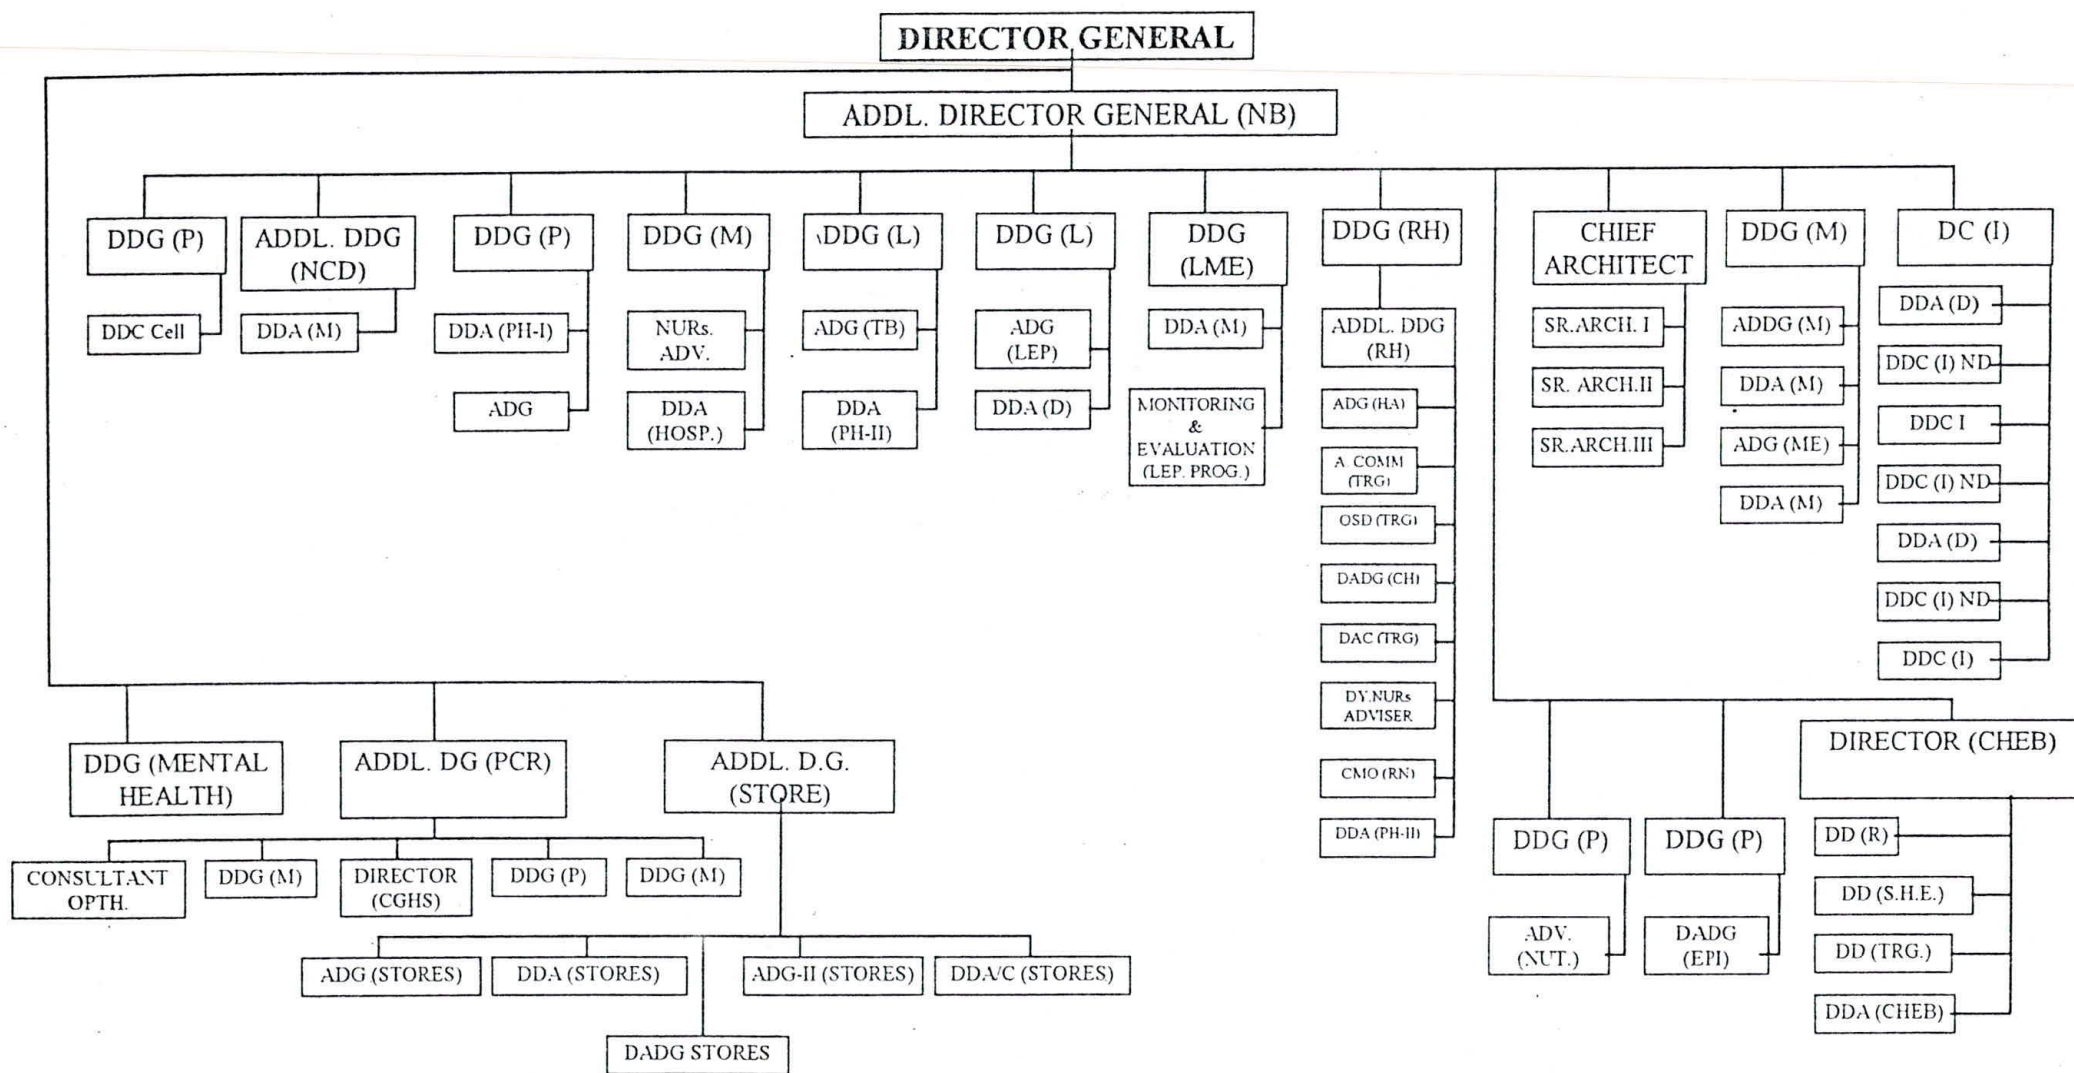 DIRECTOR GENERAL
ADDL. DIRECTOR GENERAL (NB)
DDG (P)
DDC Cell
ADDL. DDG
(NCD)
DDA (M)
DDG (P)
DDA (PH-I)
ADG
DDG (M)
NURs.
ADV.
DDA
(HOSP.)
DDG (L)
ADG (TB)
DDA
(PH-II)
DDG (L)
ADG
(LEP)
DDA (D)
DDG
(LME)
DDA (M)
MONITORING
&
EVALUATION
(LEP. PROG.)
DDG (RH)
ADDL. DDG
(RH)
ADG (HA)
A. COMM
(TRG)
OSD (TRG)
DADG (CH)
DAC (TRG)
DY.NURs
ADVISER
CMO (RN)
DDA (PH-II)
CHIEF
ARCHITECT
SR.ARCH. I
SR. ARCH.II
SR.ARCH.III
DDG (M)
ADDG (M)
DDA (M)
ADG (ME)
DDA (M)
DC (I)
DDA (D)
DDC (I) ND
DDC I
DDC (I) ND
DDA (D)
DDC (I) ND
DDC (I)
DDG (MENTAL
HEALTH)
ADDL. DG (PCR)
CONSULTANT
OPTH.
DDG (M)
DIRECTOR
(CGHS)
DDG (P)
DDG (M)
ADDL. D.G.
(STORE)
ADG (STORES)
DDA (STORES)
ADG-II (STORES)
DDA/C (STORES)
DADG STORES
DDG (P)
ADV.
(NUT.)
DDG (P)
DADG
(EPI)
DIRECTOR (CHEB)
DD (R)
DD (S.H.E.)
DD (TRG.)
DDA (CHEB)